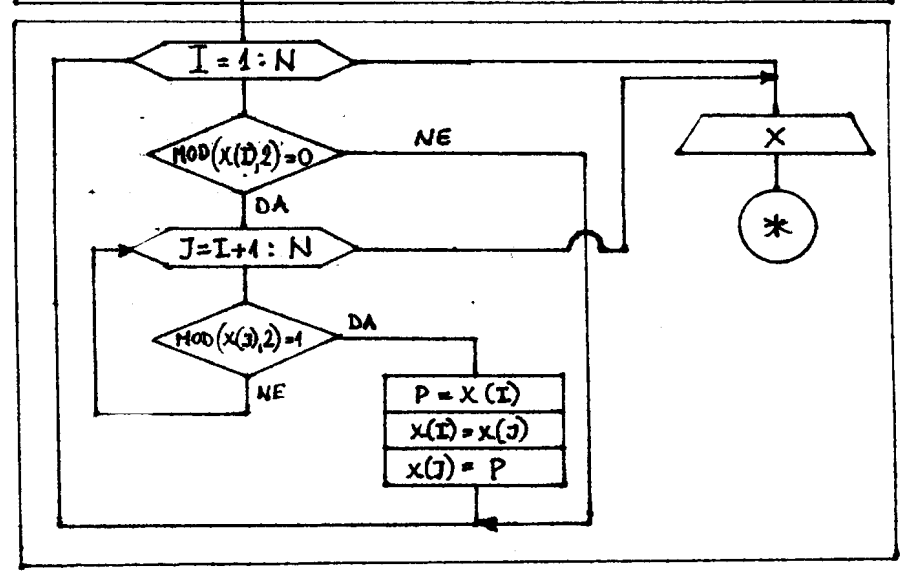 I = 1 : N
MOD(X(I),2)=0
NE
DA
X
*
J=I+1 : N
MOD(X(J),2)=1
DA
NE
P = X(I)
X(I)=X(J)
X(J) = P